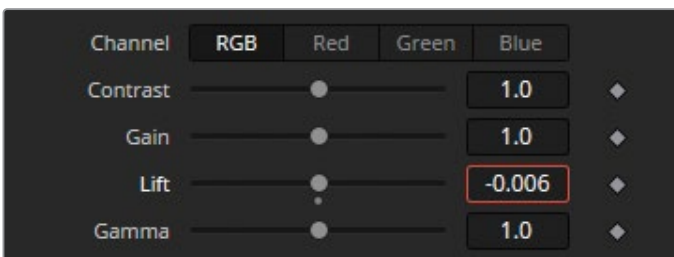 Channel RGB Red Green Blue
Contrast 1.0
Gain 1.0
Lift -0.006
Gamma 1.0